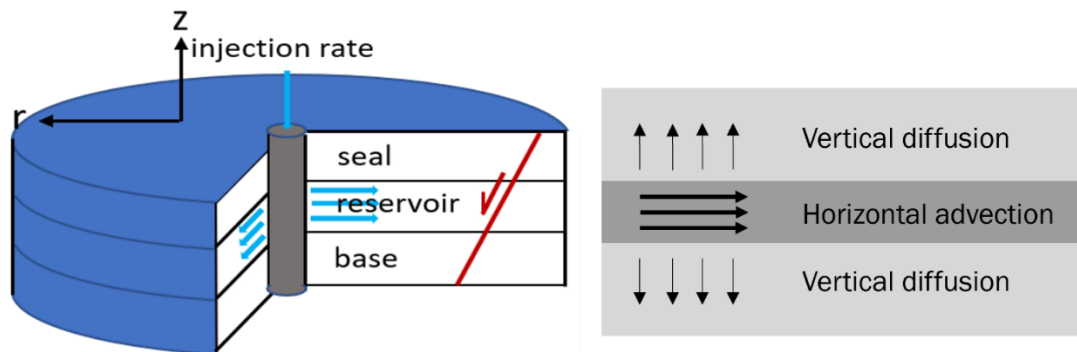 z
injection rate
r
seal
reservoir
base
Vertical diffusion
Horizontal advection
Vertical diffusion